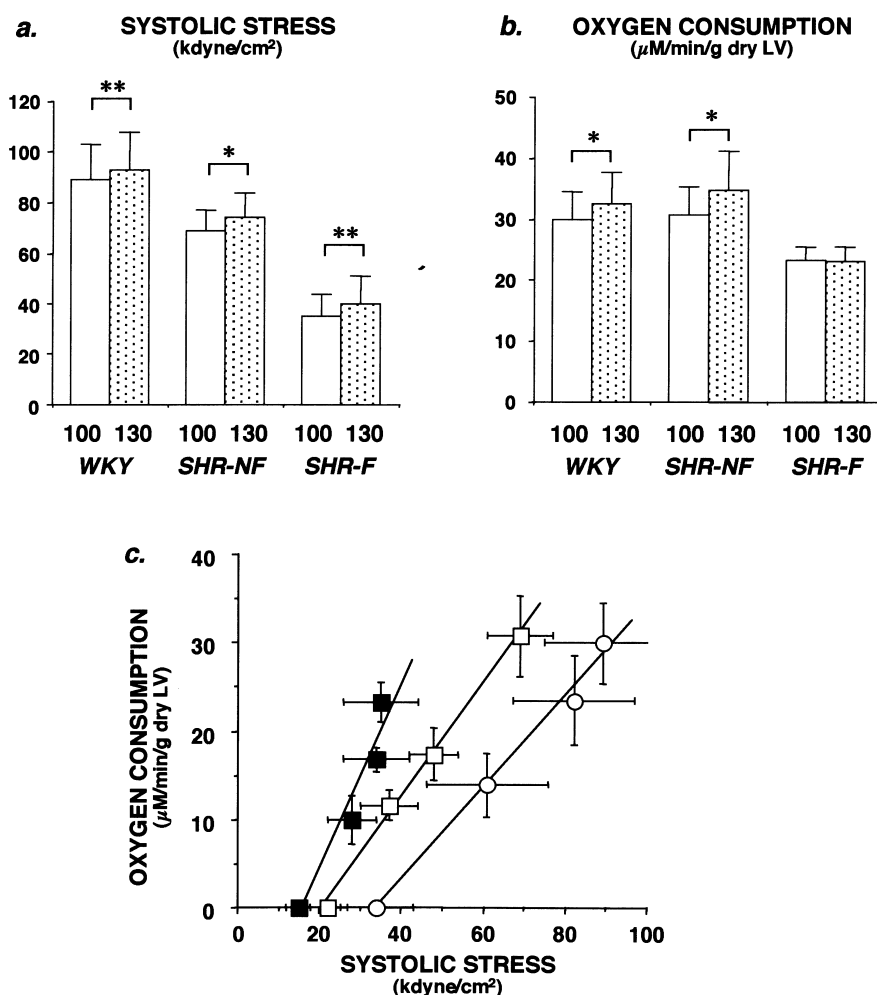 a.
SYSTOLIC STRESS
(kdyne/cm²)
120
100
80
60
40
20
0
**
*
**
100 130 100 130 100 130
WKY SHR-NF SHR-F
b.
OXYGEN CONSUMPTION
(μM/min/g dry LV)
50
40
30
20
10
0
*
*
100 130 100 130 100 130
WKY SHR-NF SHR-F
c.
OXYGEN CONSUMPTION
(μM/min/g dry LV)
40
30
20
10
0
0 20 40 60 80 100
SYSTOLIC STRESS
(kdyne/cm²)